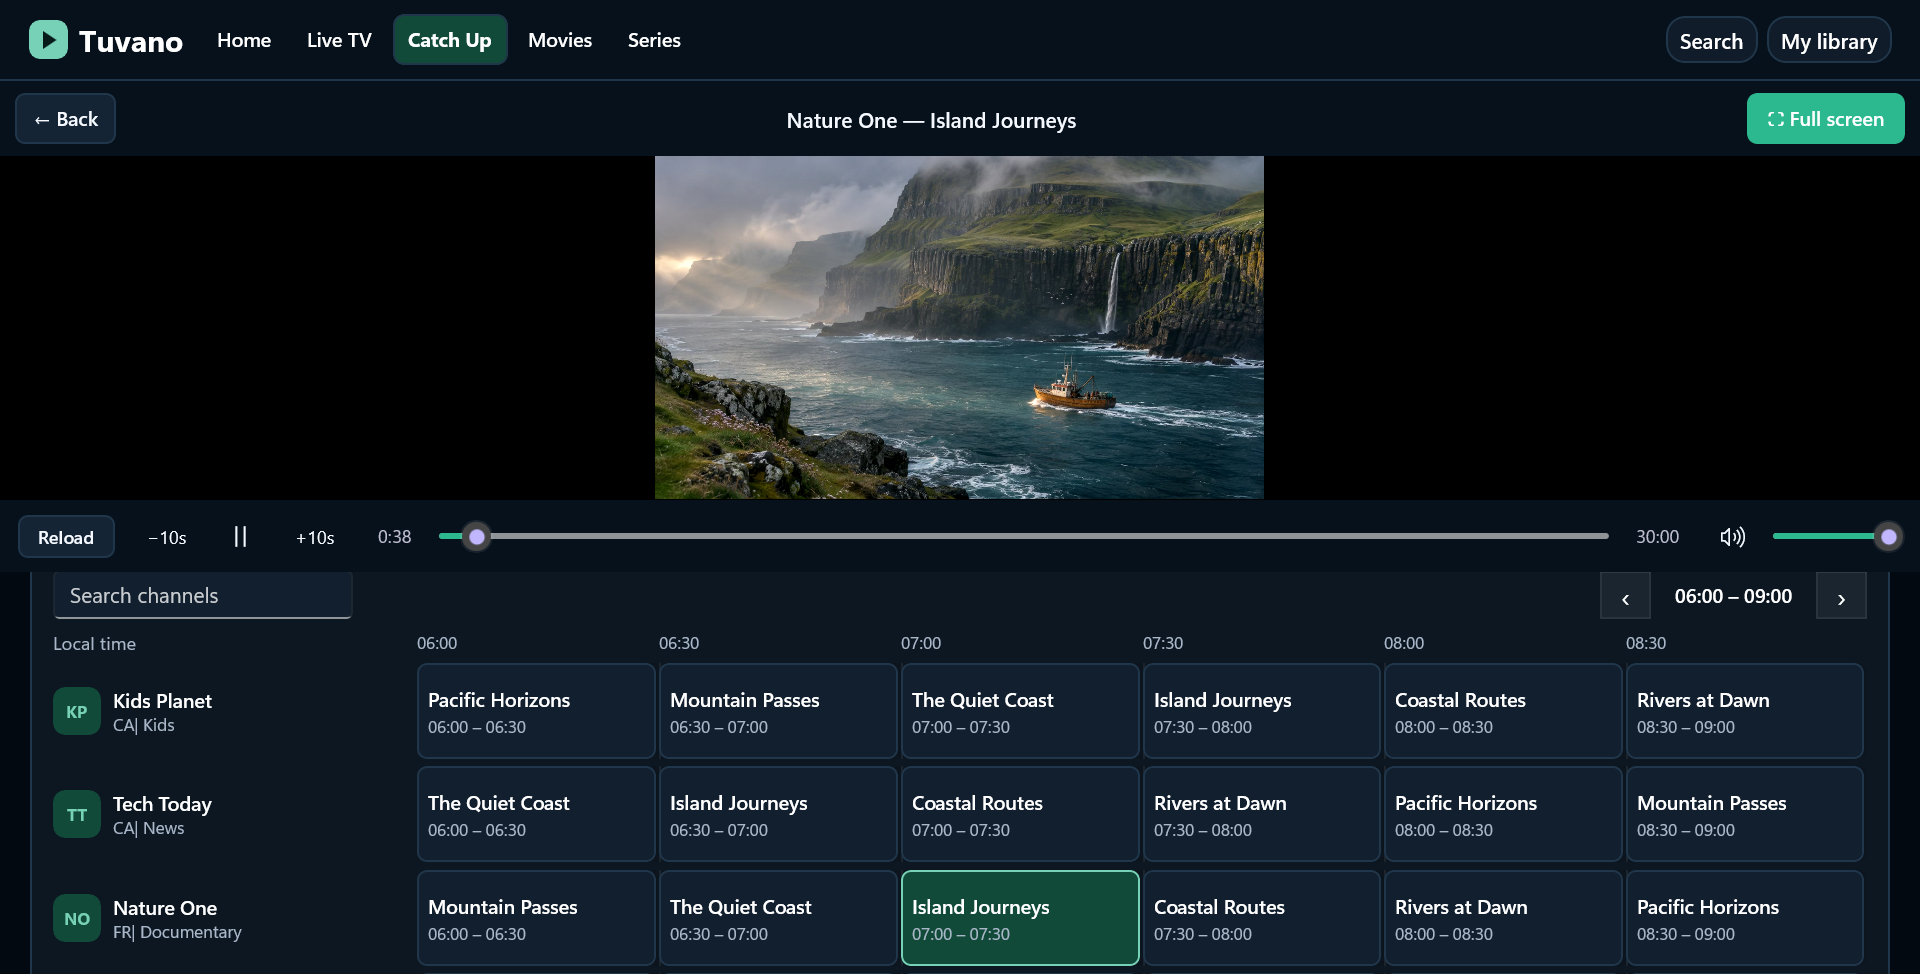 Tuvano Home Live TV Catch Up Movies Series Search My library
← Back Nature One — Island Journeys Full screen
Reload −10s +10s 0:38 30:00
Search channels ‹ 06:00 – 09:00 ›
Local time 06:00 06:30 07:00 07:30 08:00 08:30
KP Kids Planet Pacific Horizons Mountain Passes The Quiet Coast Island Journeys Coastal Routes Rivers at Dawn
CA| Kids 06:00 – 06:30 06:30 – 07:00 07:00 – 07:30 07:30 – 08:00 08:00 – 08:30 08:30 – 09:00
TT Tech Today The Quiet Coast Island Journeys Coastal Routes Rivers at Dawn Pacific Horizons Mountain Passes
CA| News 06:00 – 06:30 06:30 – 07:00 07:00 – 07:30 07:30 – 08:00 08:00 – 08:30 08:30 – 09:00
NO Nature One Mountain Passes The Quiet Coast Island Journeys Coastal Routes Rivers at Dawn Pacific Horizons
FR| Documentary 06:00 – 06:30 06:30 – 07:00 07:00 – 07:30 07:30 – 08:00 08:00 – 08:30 08:30 – 09:00